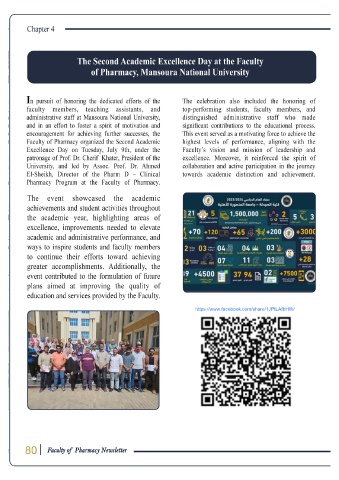 Chapter 4
The Second Academic Excellence Day at the Faculty
of Pharmacy, Mansoura National University
In pursuit of honoring the dedicated efforts of the
faculty members, teaching assistants, and
administrative staff at Mansoura National University,
and in an effort to foster a spirit of motivation and
encouragement for achieving further successes, the
Faculty of Pharmacy organized the Second Academic
Excellence Day on Tuesday, July 9th, under the
patronage of Prof. Dr. Cherif Khater, President of the
University, and led by Assoc. Prof. Dr. Ahmed
El-Sheikh, Director of the Pharm D – Clinical
Pharmacy Program at the Faculty of Pharmacy.
The event showcased the academic
achievements and student activities throughout
the academic year, highlighting areas of
excellence, improvements needed to elevate
academic and administrative performance, and
ways to inspire students and faculty members
to continue their efforts toward achieving
greater accomplishments. Additionally, the
event contributed to the formulation of future
plans aimed at improving the quality of
education and services provided by the Faculty.
The celebration also included the honoring of
top-performing students, faculty members, and
distinguished administrative staff who made
significant contributions to the educational process.
This event served as a motivating force to achieve the
highest levels of performance, aligning with the
Faculty's vision and mission of leadership and
excellence. Moreover, it reinforced the spirit of
collaboration and active participation in the journey
towards academic distinction and achievement.
21 5 1,500,000 2 5 3
+70 +120 +65 +200 +3000
2 03 04 04 03
07 11 03 +28
+4500 37 94 02 +7500
80 Faculty of Pharmacy Newsletter